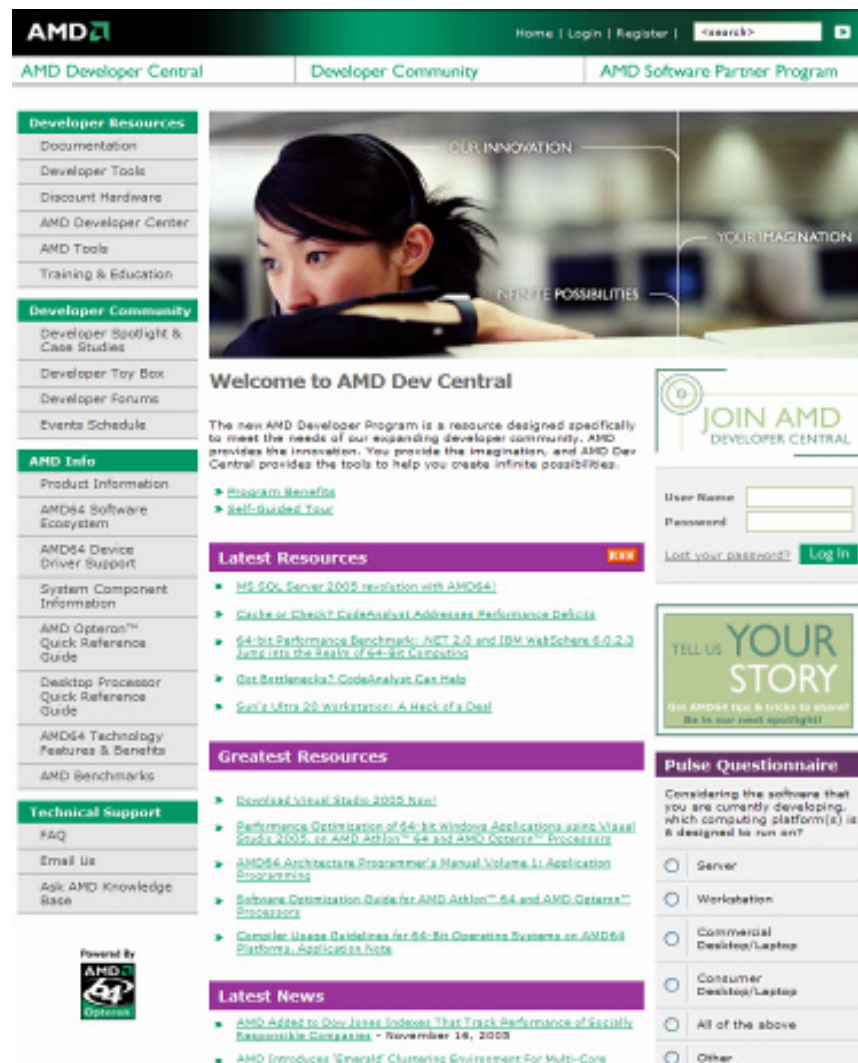 AMD
Home | Login | Register |
<search>
AMD Developer Central
Developer Community
AMD Software Partner Program
Developer Resources
Documentation
Developer Tools
Discount Hardware
AMD Developer Center
AMD Tools
Training & Education
Developer Community
Developer Spotlight &
Case Studies
Developer Toy Box
Developer Forums
Events Schedule
AMD Info
Product Information
AMD64 Software
Ecosystem
AMD64 Device
Driver Support
System Component
Information
AMD Opteron™
Quick Reference
Guide
Desktop Processor
Quick Reference
Guide
AMD64 Technology
Features & Benefits
AMD Benchmarks
Technical Support
FAQ
Email Us
Ask AMD Knowledge
Base
Powered By
AMD
64
Opteron
OUR INNOVATION
YOUR IMAGINATION
INFINITE POSSIBILITIES
Welcome to AMD Dev Central
The new AMD Developer Program is a resource designed specifically
to meet the needs of our expanding developer community. AMD
provides the innovation. You provide the imagination, and AMD Dev
Central provides the tools to help you create infinite possibilities.
Program Benefits
Self-Guided Tour
Latest Resources
RSS
MS SQL Server 2005 revolution with AMD64!
Cache or Check? CodeAnalyst Addresses Performance Deficits
64-bit Performance Benchmark: .NET 2.0 and IBM WebSphere 6.0.2.3
Jump into the Realm of 64-Bit Computing
Got Bottlenecks? CodeAnalyst Can Help
Sun's Ultra 20 Workstation: A Heck of a Deal
Greatest Resources
Download Visual Studio 2005 Now!
Performance Optimization of 64-bit Windows Applications using Visual
Studio 2005, on AMD Athlon™ 64 and AMD Opteron™ Processors
AMD64 Architecture Programmer's Manual Volume 1: Application
Programming
Software Optimization Guide for AMD Athlon™ 64 and AMD Opteron™
Processors
Compiler Usage Guidelines for 64-Bit Operating Systems on AMD64
Platforms, Application Note
Latest News
AMD Added to Dow Jones Indexes That Track Performance of Socially
Responsible Companies - November 16, 2005
AMD Introduces 'Emerald' Clustering Environment For Multi-Core
JOIN AMD
DEVELOPER CENTRAL
User Name
Password
Lost your password?
Log In
TELL US YOUR
STORY
Got AMD64 tips & tricks to share?
Be in our next spotlight!
Pulse Questionnaire
Considering the software that
you are currently developing,
which computing platform(s) is
it designed to run on?
Server
Workstation
Commercial
Desktop/Laptop
Consumer
Desktop/Laptop
All of the above
Other